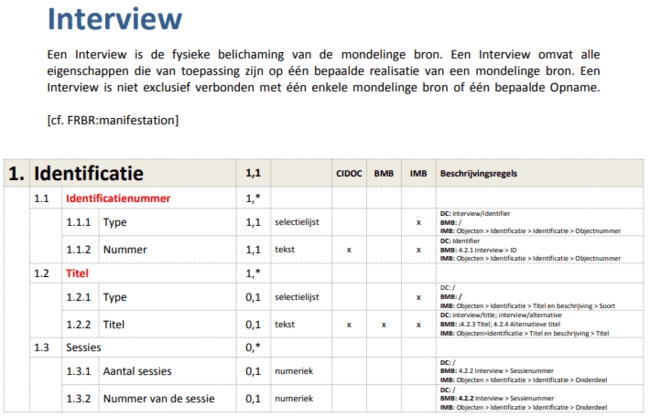 Interview
Een Interview is de fysieke belichaming van de mondelinge bron. Een Interview omvat alle
eigenschappen die van toepassing zijn op één bepaalde realisatie van een mondelinge bron. Een
Interview is niet exclusief verbonden met één enkele mondelinge bron of één bepaalde Opname.
[cf. FRBR:manifestation]
1. Identificatie 1,1 CIDOC BMB IMB Beschrijvingsregels
1.1 Identificatienummer 1,*
1.1.1 Type 1,1 selectielijst x
DC: interview/identifier
BMB: /
IMB: Objecten > Identificatie > Identificatie > Objectnummer
1.1.2 Nummer 1,1 tekst x x
DC: Identifier
BMB: 4.2.1 Interview > ID
IMB: Objecten > Identificatie > Identificatie > Objectnummer
1.2 Titel 1,*
1.2.1 Type 0,1 selectielijst x
DC: /
BMB: /
IMB: Objecten > Identificatie > Titel en beschrijving > Soort
1.2.2 Titel 0,1 tekst x x x
DC: interview/title; interview/alternative
BMB: :4.2.3 Titel; 4.2.4 Alternatieve titel
IMB: Objecten>Identificatie > Titel en beschrijving > Titel
1.3 Sessies 0,*
1.3.1 Aantal sessies 0,1 numeriek
DC: /
BMB: 4.2.2 Interview > Sessienummer
IMB: Objecten > Identificatie > Identificatie > Onderdeel
1.3.2 Nummer van de sessie 0,1 numeriek
DC: /
BMB: 4.2.2 Interview > Sessienummer
IMB: Objecten > Identificatie > Identificatie > Onderdeel